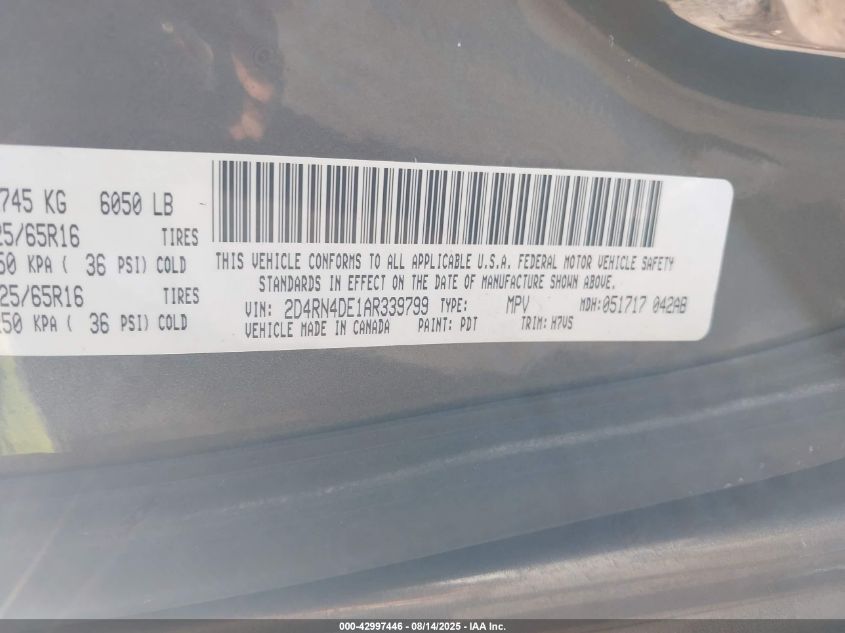 745 KG 6050 LB
25/65R16 TIRES
50 KPA ( 36 PSI) COLD
25/65R16 TIRES
150 KPA ( 36 PSI) COLD
THIS VEHICLE CONFORMS TO ALL APPLICABLE U.S.A. FEDERAL MOTOR VEHICLE SAFETY
STANDARDS IN EFFECT ON THE DATE OF MANUFACTURE SHOWN ABOVE.
VIN: 2D4RN4DE1AR339799 TYPE: MPV MDH: 051717 042AB
VEHICLE MADE IN CANADA PAINT: PDT TRIM: H7VS
000-42997446 - 08/14/2025 - IAA Inc.